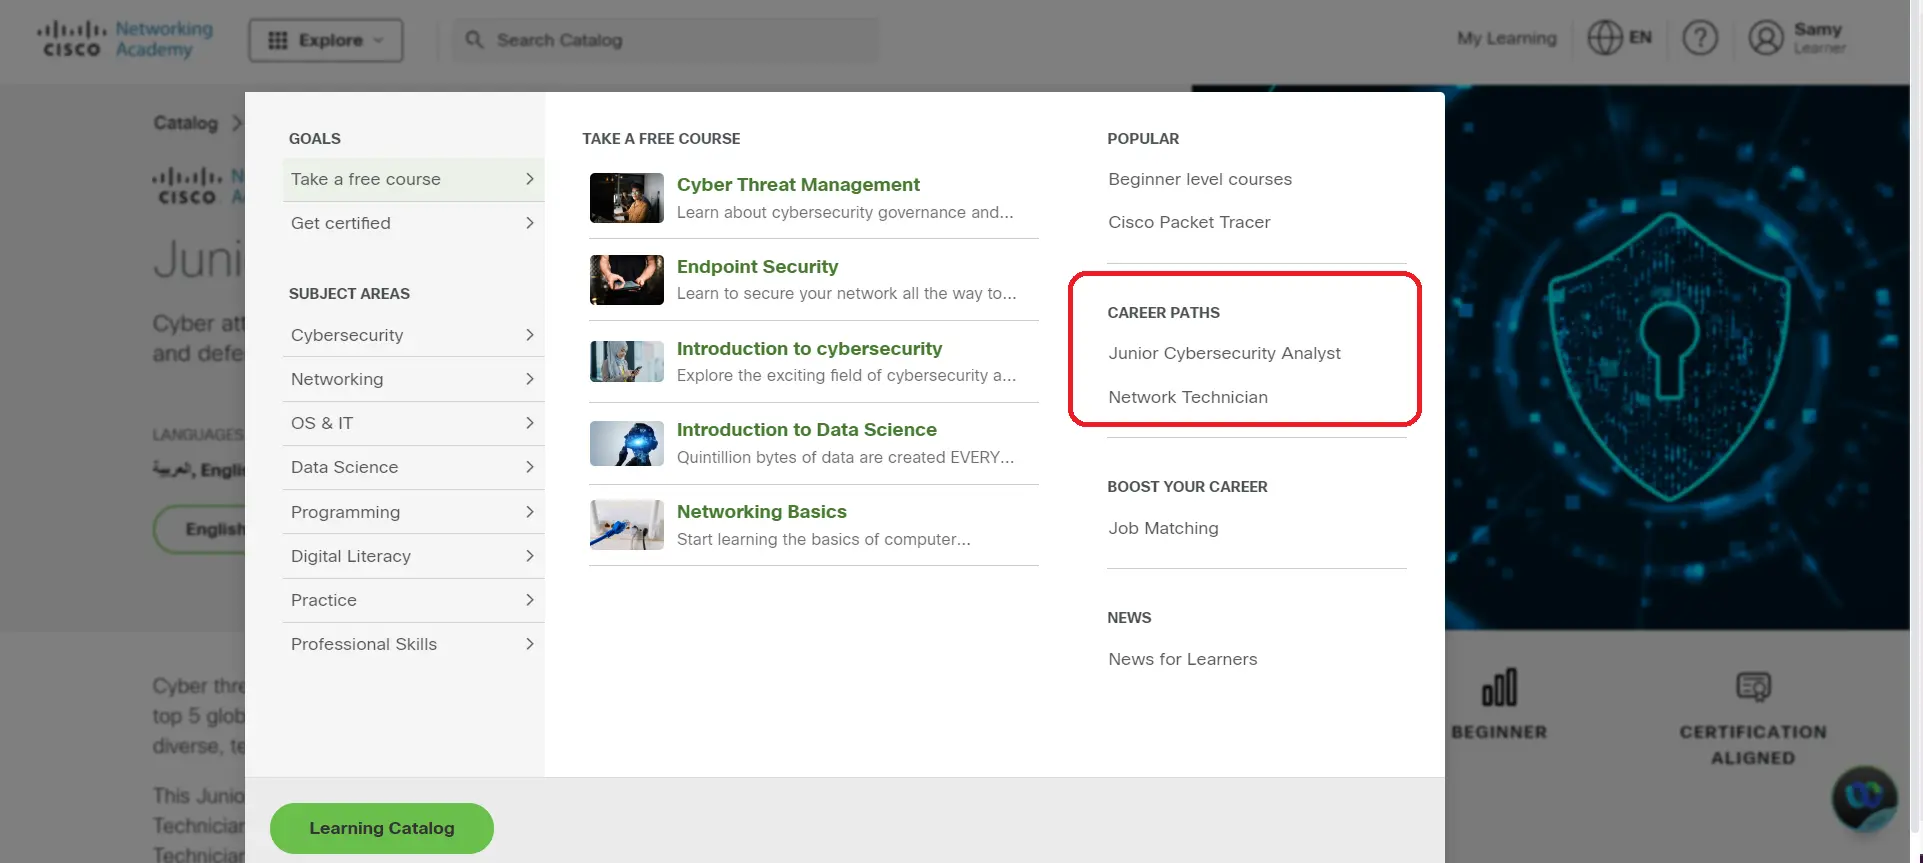 CISCO
Networking
Academy
Explore
Search Catalog
My Learning
EN
Samy
Learner
Catalog
CISCO
Juni
Cyber att
and defe
LANGUAGES
العربية, Englis
English
Cyber thre
top 5 glob
diverse, te
This Junio
Technician
Technician
GOALS
Take a free course
Get certified
SUBJECT AREAS
Cybersecurity
Networking
OS & IT
Data Science
Programming
Digital Literacy
Practice
Professional Skills
TAKE A FREE COURSE
Cyber Threat Management
Learn about cybersecurity governance and...
Endpoint Security
Learn to secure your network all the way to...
Introduction to cybersecurity
Explore the exciting field of cybersecurity a...
Introduction to Data Science
Quintillion bytes of data are created EVERY...
Networking Basics
Start learning the basics of computer...
POPULAR
Beginner level courses
Cisco Packet Tracer
CAREER PATHS
Junior Cybersecurity Analyst
Network Technician
BOOST YOUR CAREER
Job Matching
NEWS
News for Learners
Learning Catalog
BEGINNER
CERTIFICATION
ALIGNED